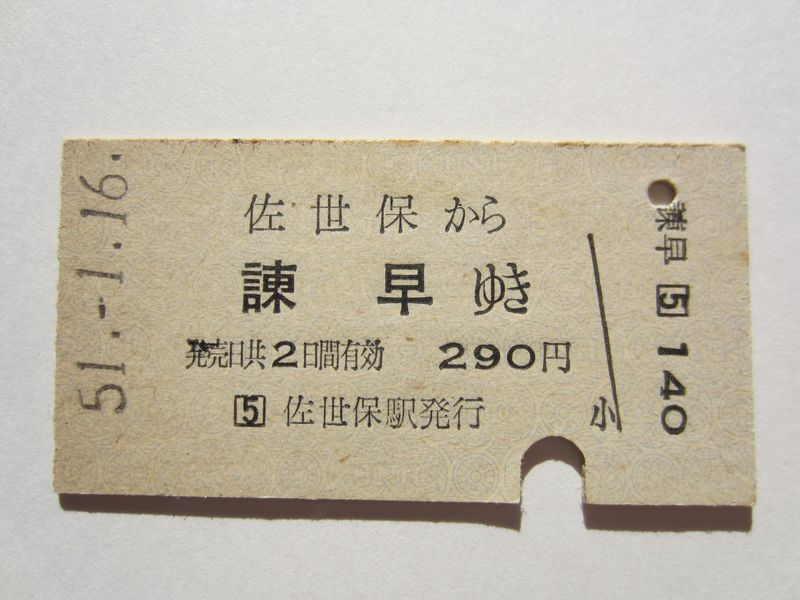 51.-1.16.
佐世保から
諫早ゆき
発売日共2日間有効 290円
5 佐世保駅発行
小
諫早 5 140